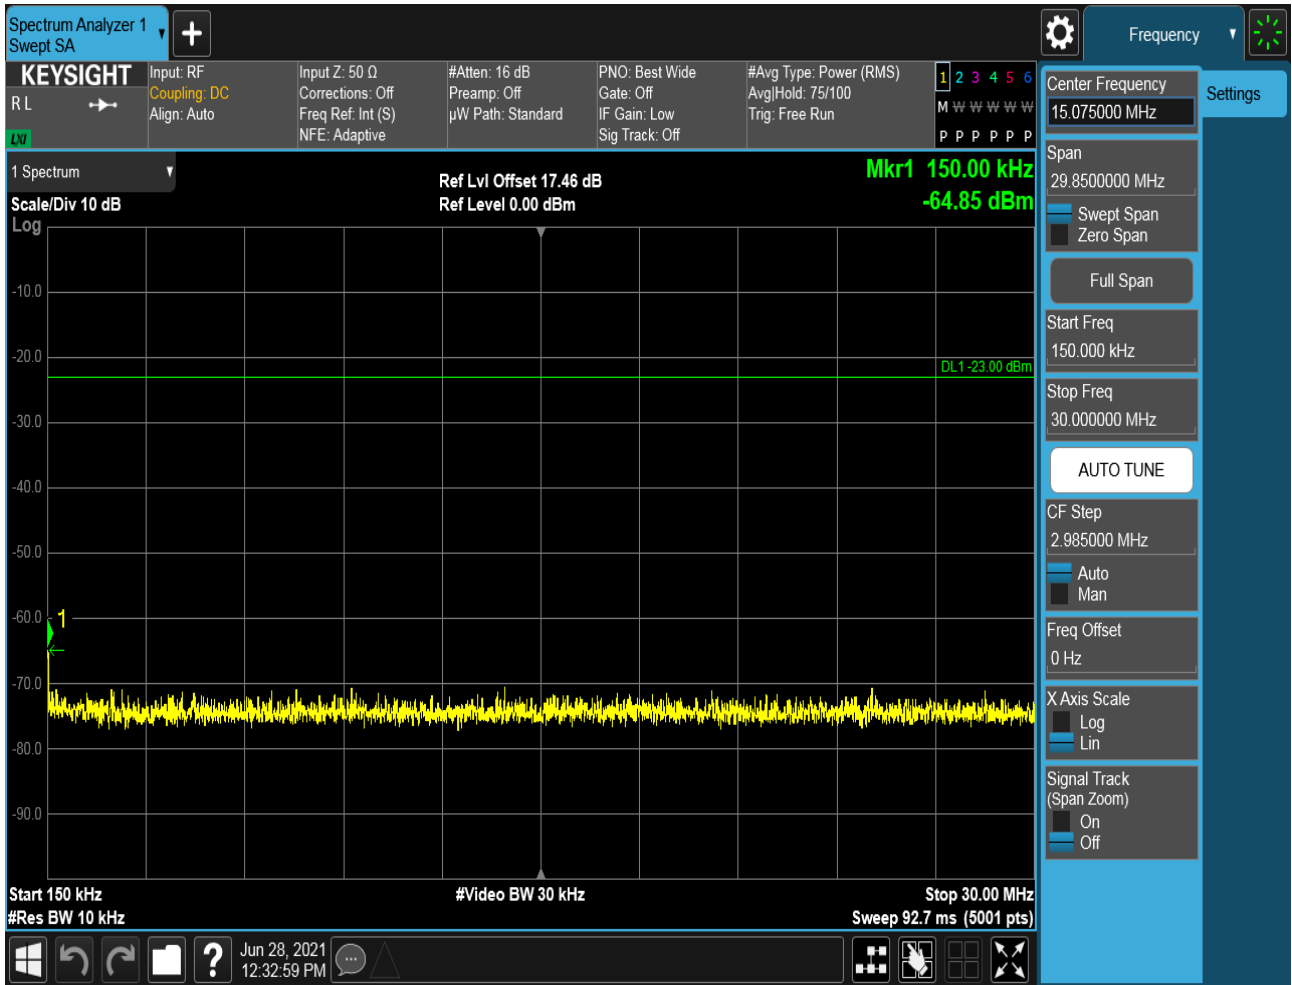 Spectrum Analyzer 1
Swept SA
Frequency
KEYSIGHT
R L
LXI
Input: RF
Coupling: DC
Align: Auto
Input Z: 50 Ω
Corrections: Off
Freq Ref: Int (S)
NFE: Adaptive
#Atten: 16 dB
Preamp: Off
µW Path: Standard
PNO: Best Wide
Gate: Off
IF Gain: Low
Sig Track: Off
#Avg Type: Power (RMS)
Avg|Hold: 75/100
Trig: Free Run
1 2 3 4 5 6
M W W W W W
P P P P P P
Center Frequency
15.075000 MHz
Settings
Span
29.8500000 MHz
Swept Span
Zero Span
Full Span
Start Freq
150.000 kHz
Stop Freq
30.000000 MHz
AUTO TUNE
CF Step
2.985000 MHz
Auto
Man
Freq Offset
0 Hz
X Axis Scale
Log
Lin
Signal Track
(Span Zoom)
On
Off
1 Spectrum
Scale/Div 10 dB
Log
Ref Lvl Offset 17.46 dB
Ref Level 0.00 dBm
Mkr1 150.00 kHz
-64.85 dBm
-10.0
-20.0
DL1 -23.00 dBm
-30.0
-40.0
-50.0
-60.0
1
-70.0
-80.0
-90.0
Start 150 kHz
#Res BW 10 kHz
#Video BW 30 kHz
Stop 30.00 MHz
Sweep 92.7 ms (5001 pts)
?
Jun 28, 2021
12:32:59 PM